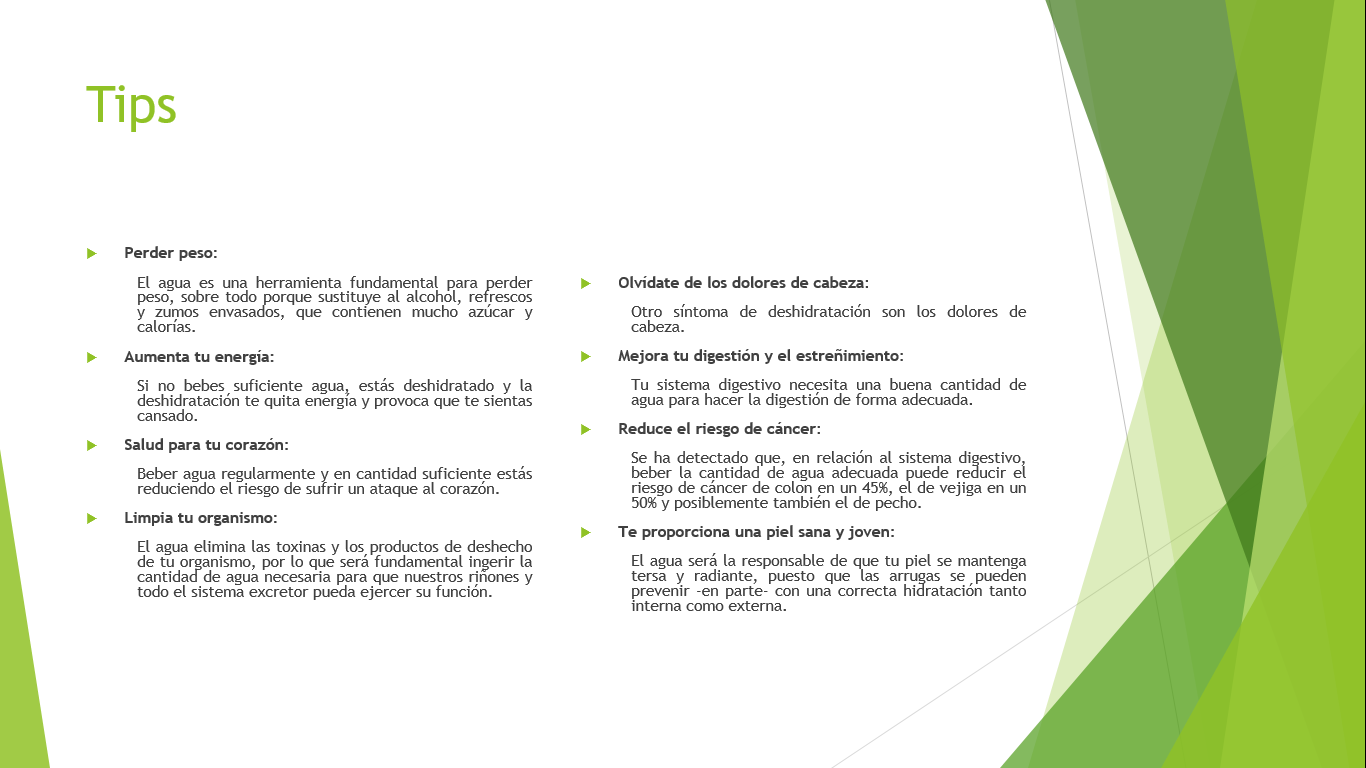 Tips
Perder peso:
El agua es una herramienta fundamental para perder
peso, sobre todo porque sustituye al alcohol, refrescos
y zumos envasados, que contienen mucho azúcar y
calorías.
Aumenta tu energía:
Si no bebes suficiente agua, estás deshidratado y la
deshidratación te quita energía y provoca que te sientas
cansado.
Salud para tu corazón:
Beber agua regularmente y en cantidad suficiente estás
reduciendo el riesgo de sufrir un ataque al corazón.
Limpia tu organismo:
El agua elimina las toxinas y los productos de deshecho
de tu organismo, por lo que será fundamental ingerir la
cantidad de agua necesaria para que nuestros riñones y
todo el sistema excretor pueda ejercer su función.
Olvídate de los dolores de cabeza:
Otro síntoma de deshidratación son los dolores de
cabeza.
Mejora tu digestión y el estreñimiento:
Tu sistema digestivo necesita una buena cantidad de
agua para hacer la digestión de forma adecuada.
Reduce el riesgo de cáncer:
Se ha detectado que, en relación al sistema digestivo,
beber la cantidad de agua adecuada puede reducir el
riesgo de cáncer de colon en un 45%, el de vejiga en un
50% y posiblemente también el de pecho.
Te proporciona una piel sana y joven:
El agua será la responsable de que tu piel se mantenga
tersa y radiante, puesto que las arrugas se pueden
prevenir -en parte- con una correcta hidratación tanto
interna como externa.